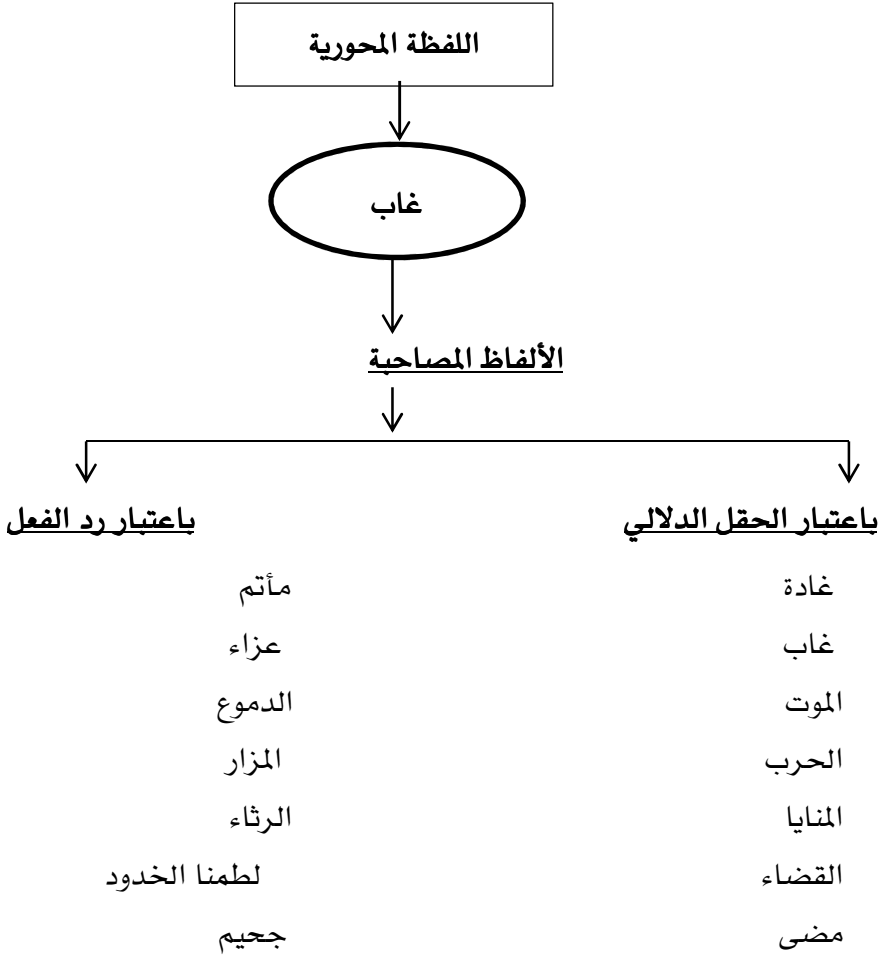 اللفظة المحورية
غاب
الألفاظ المصاحبة
باعتبار الحقل الدلالي
غادة
غاب
الموت
الحرب
المنايا
القضاء
مضى
باعتبار رد الفعل
مأتم
عزاء
الدموع
المزار
الرثاء
لطمنا الخدود
جحيم